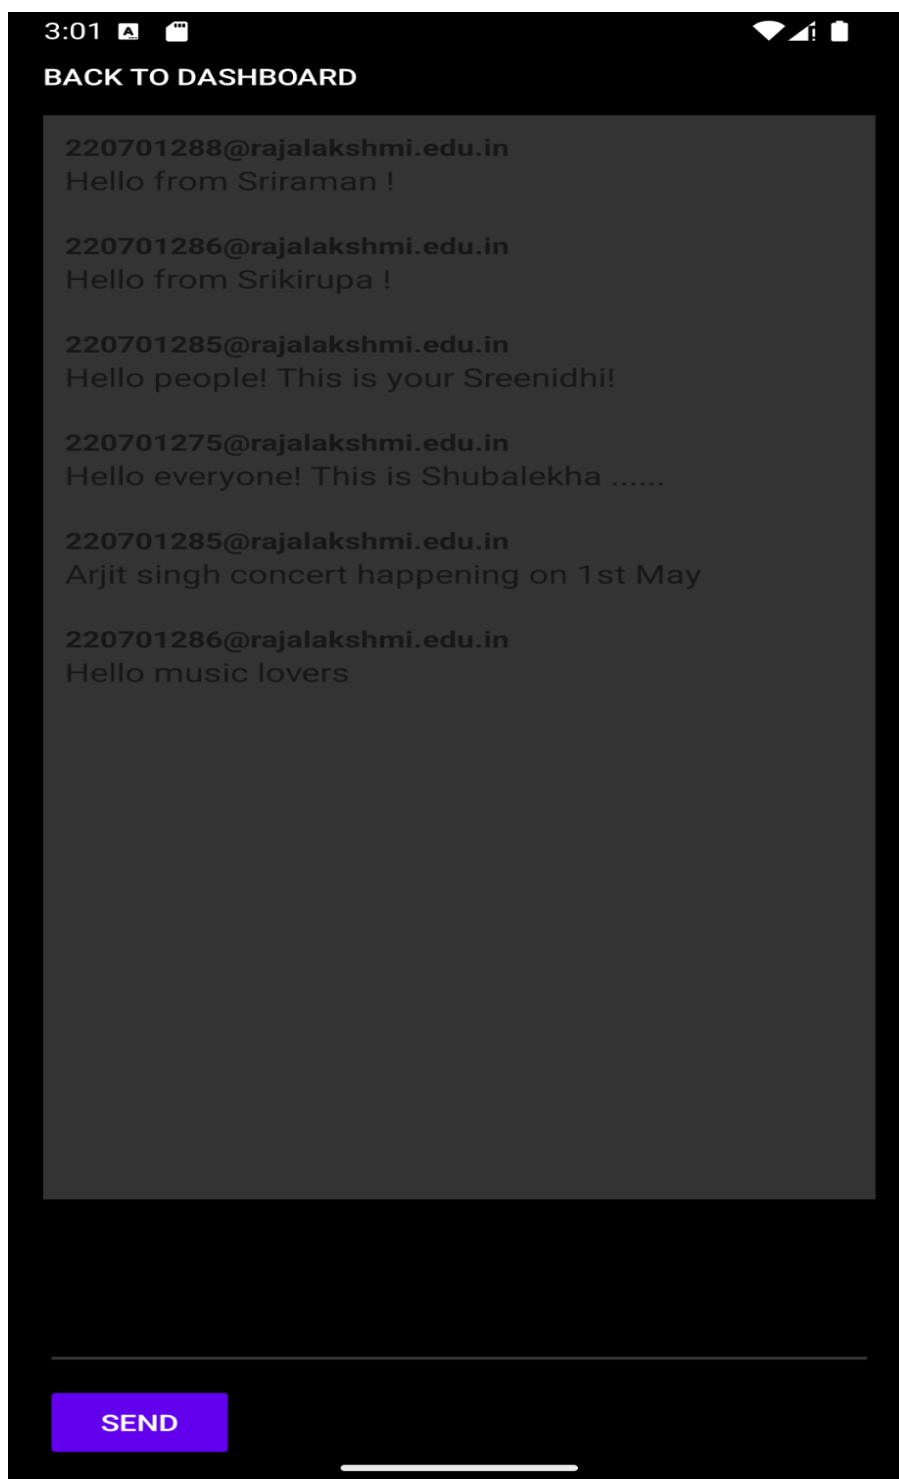 3:01
BACK TO DASHBOARD
220701288@rajalakshmi.edu.in
Hello from Sriraman !
220701286@rajalakshmi.edu.in
Hello from Srikirupa !
220701285@rajalakshmi.edu.in
Hello people! This is your Sreenidhi!
220701275@rajalakshmi.edu.in
Hello everyone! This is Shubalekha ......
220701285@rajalakshmi.edu.in
Arjit singh concert happening on 1st May
220701286@rajalakshmi.edu.in
Hello music lovers
SEND